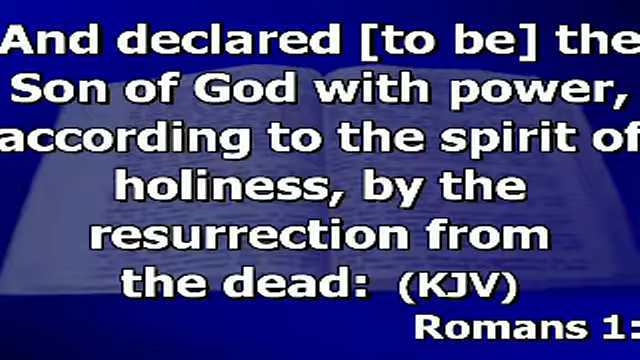 And declared [to be] the
Son of God with power,
according to the spirit of
holiness, by the
resurrection from
the dead: (KJV)
Romans 1: